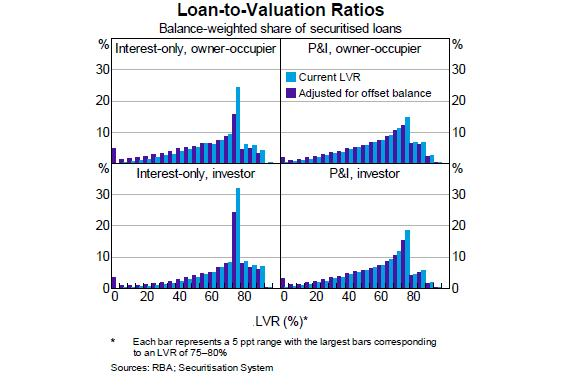 Loan-to-Valuation Ratios
Balance-weighted share of securitised loans
% Interest-only, owner-occupier P&I, owner-occupier %
Current LVR
Adjusted for offset balance
30 30
20 20
10 10
% Interest-only, investor P&I, investor %
30 30
20 20
10 10
0 0
0 20 40 60 80 0 20 40 60 80
LVR (%)*
* Each bar represents a 5 ppt range with the largest bars corresponding
to an LVR of 75–80%
Sources: RBA; Securitisation System